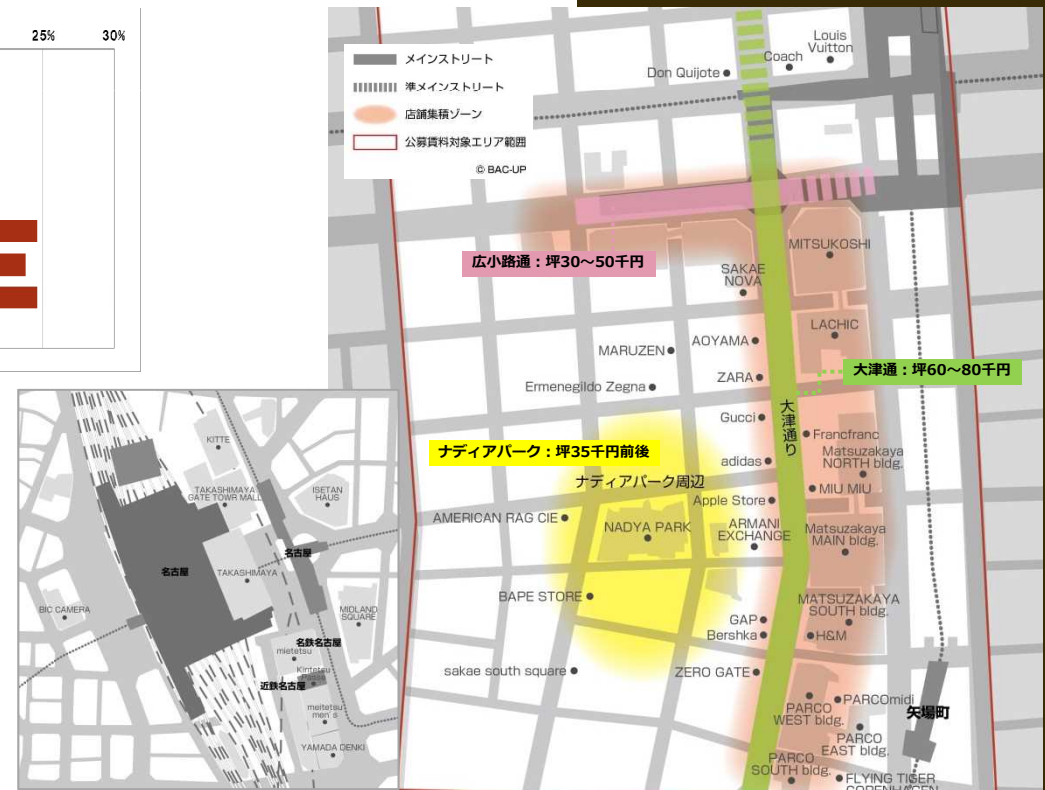 25%
30%
メインストリート
準メインストリート
店舗集積ゾーン
公募賃料対象エリア範囲
© BAC-UP
Don Quijote
Coach
Louis
Vuitton
広小路通：坪30～50千円
MITSUKOSHI
SAKAE
NOVA
LACHIC
AOYAMA
MARUZEN
大津通：坪60～80千円
ZARA
Ermenegildo Zegna
大津通り
Gucci
Francfranc
ナディアパーク：坪35千円前後
Matsuzakaya
NORTH bldg.
adidas
ナディアパーク周辺
MIU MIU
Apple Store
AMERICAN RAG CIE
NADYA PARK
ARMANI
EXCHANGE
Matsuzakaya
MAIN bldg.
BAPE STORE
MATSUZAKAYA
SOUTH bldg.
GAP
Bershka
H&M
sakae south square
ZERO GATE
PARCOmidi
PARCO
WEST bldg.
矢場町
PARCO
EAST bldg.
PARCO
SOUTH bldg.
FLYING TIGER
COPENHAGEN
KITTE
TAKASHIMAYA
GATE TOWR MALL
ISETAN
HAUS
名古屋
名古屋
TAKASHIMAYA
BIC CAMERA
MIDLAND
SQUARE
名鉄名古屋
mietetsu
Kintetsu
近鉄名古屋
meitetsu
men's
YAMADA DENKI